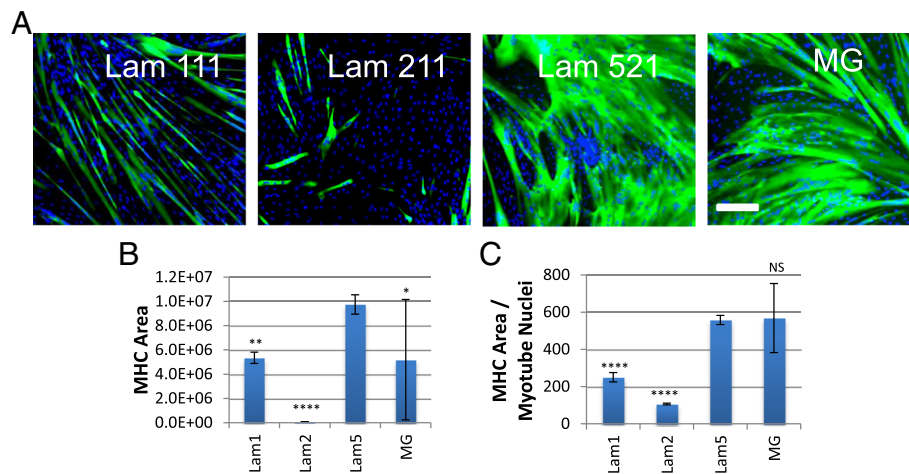 A
Lam 111
Lam 211
Lam 521
MG
B
MHC Area
1.2E+07
1.0E+07
8.0E+06
6.0E+06
4.0E+06
2.0E+06
0.0E+00
**
****
*
Lam1
Lam2
Lam5
MG
C
MHC Area /
Myotube Nuclei
800
600
400
200
0
****
****
NS
Lam1
Lam2
Lam5
MG